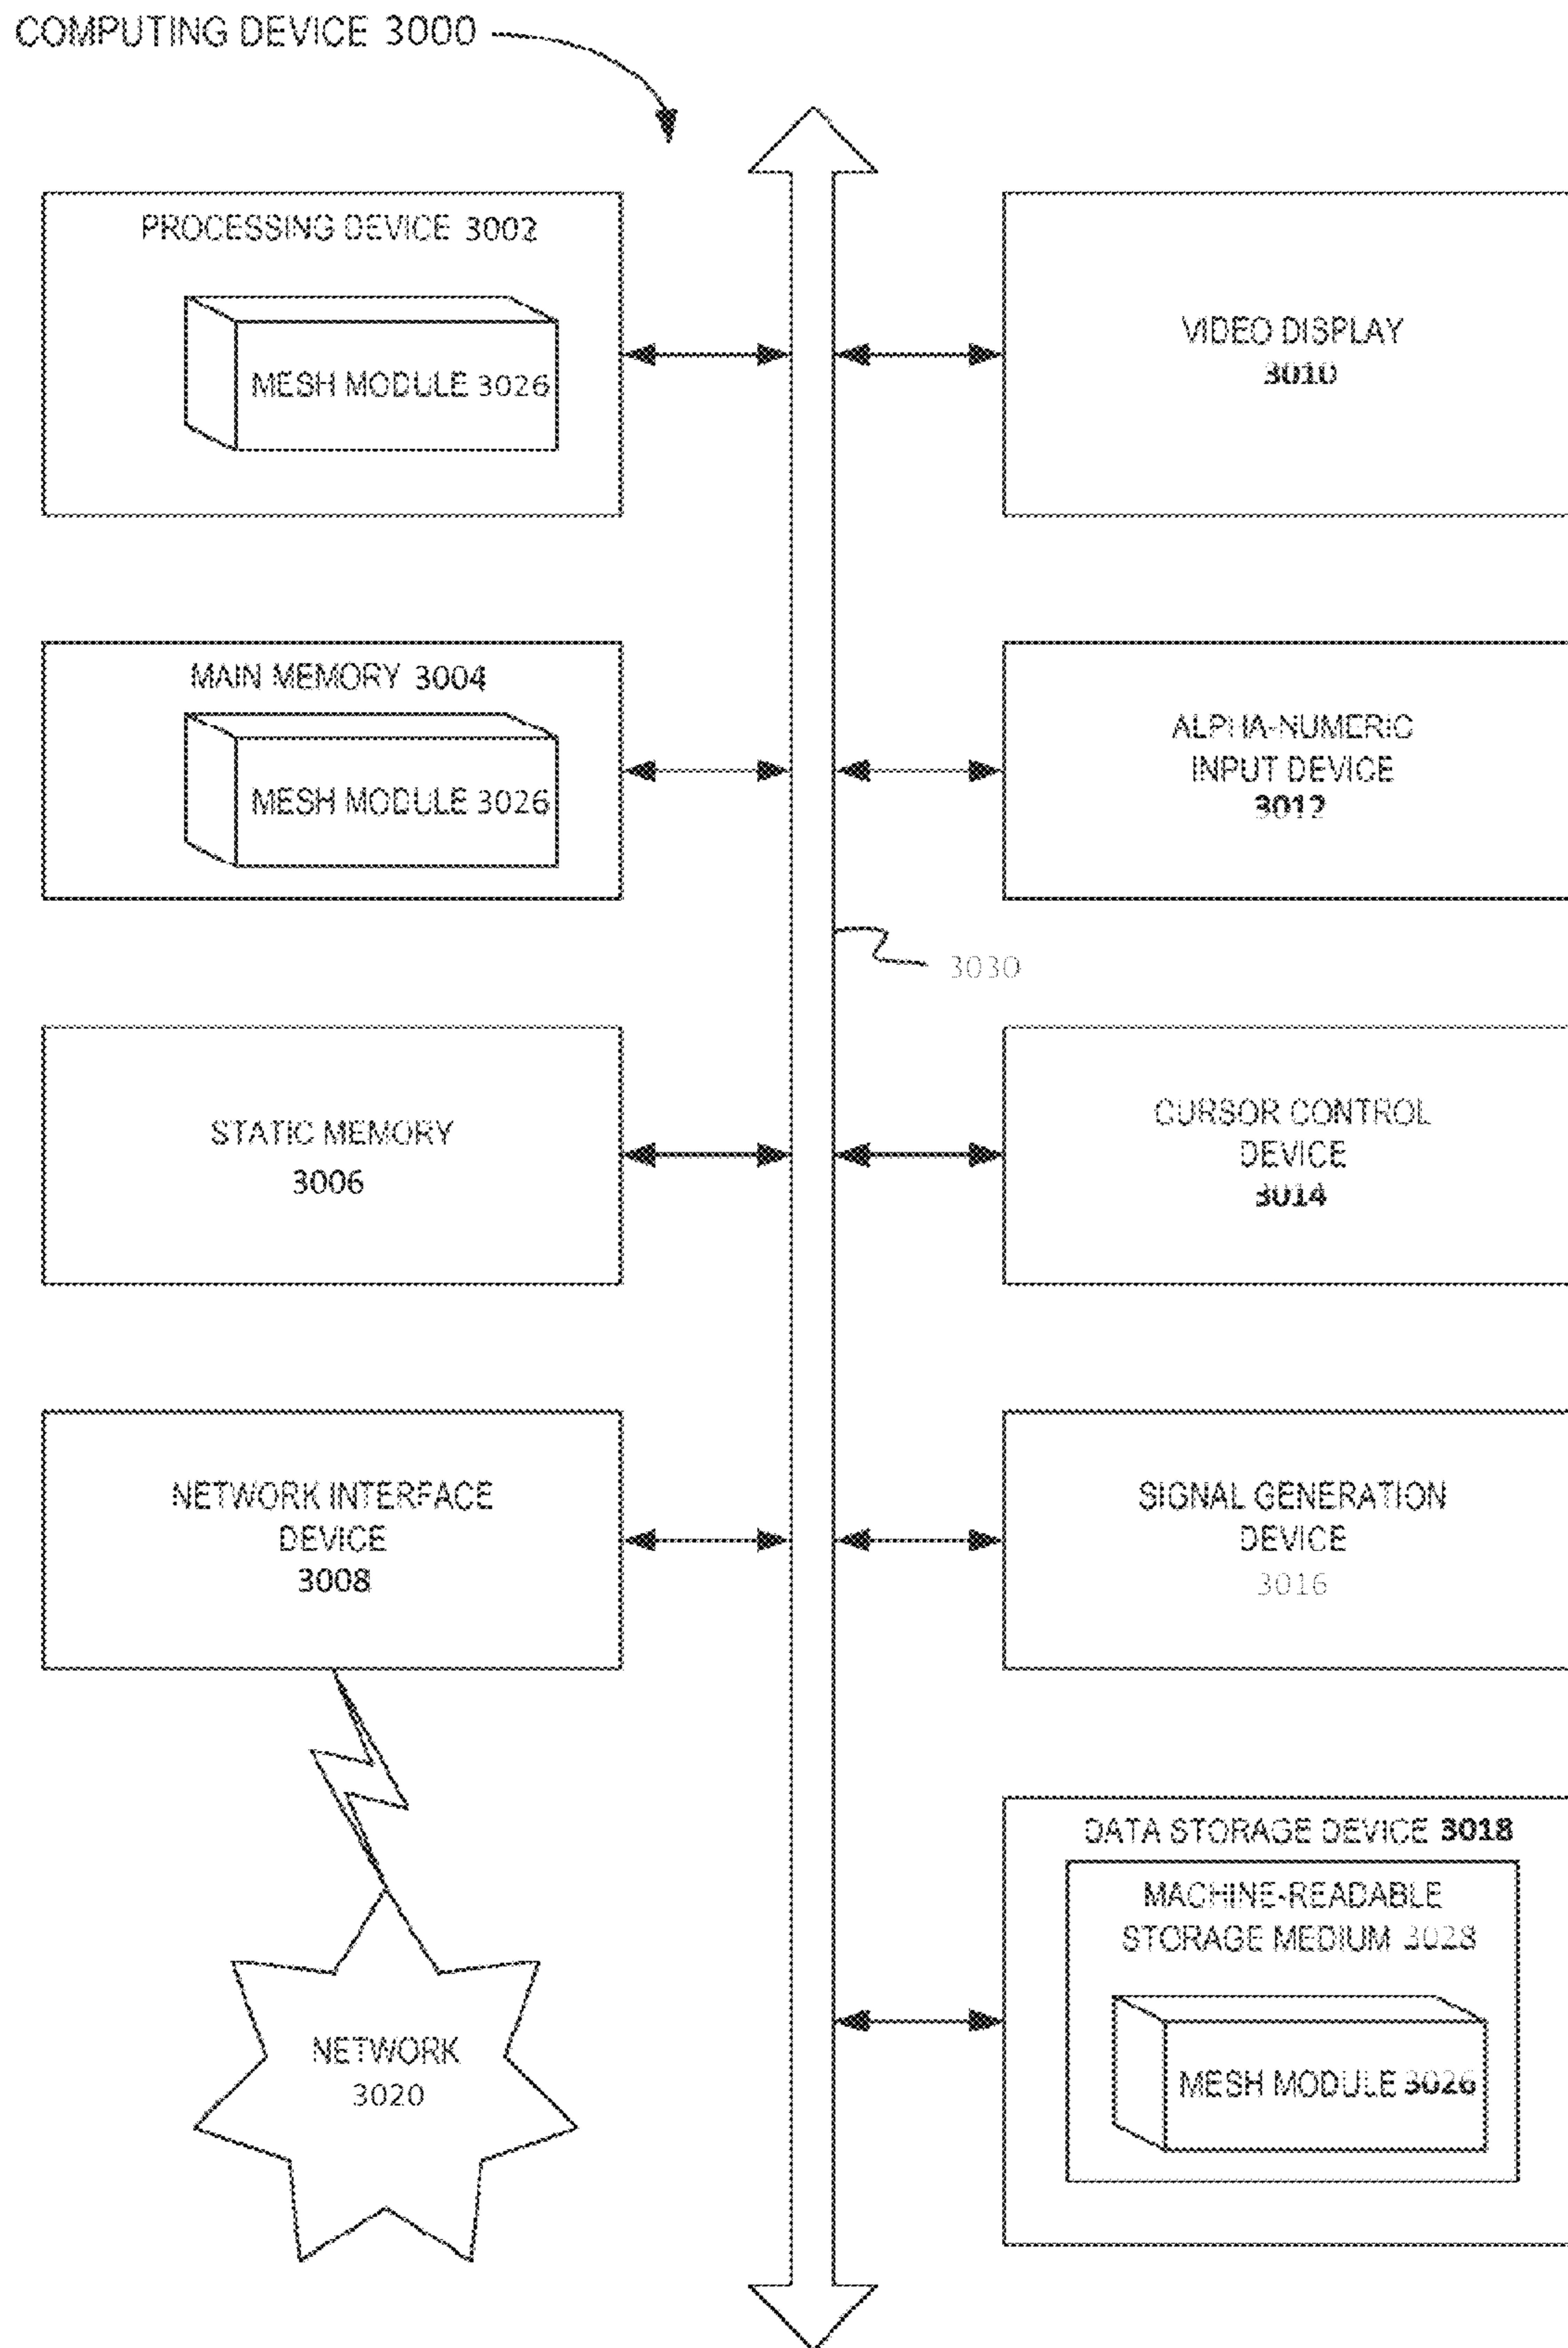 COMPUTING DEVICE 3000
PROCESSING DEVICE 3002
MESH MODULE 3026
VIDEO DISPLAY
3010
MAIN MEMORY 3004
MESH MODULE 3026
ALPHA-NUMERIC
INPUT DEVICE
3012
3030
STATIC MEMORY
3006
CURSOR CONTROL
DEVICE
3014
NETWORK INTERFACE
DEVICE
3008
SIGNAL GENERATION
DEVICE
3016
DATA STORAGE DEVICE 3018
MACHINE-READABLE
STORAGE MEDIUM 3028
MESH MODULE 3026
NETWORK
3020